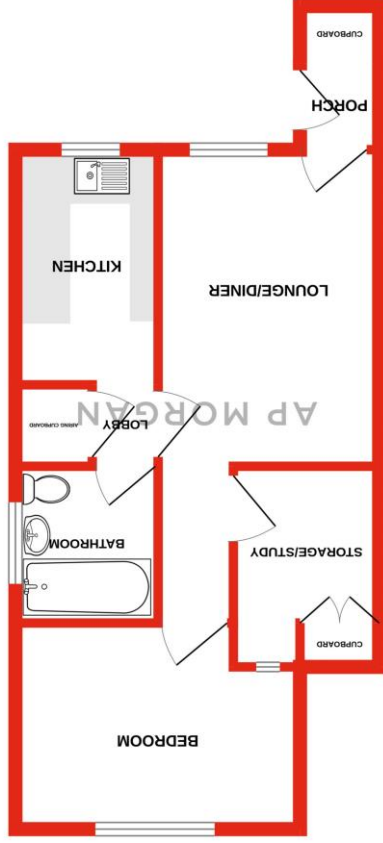 BEDROOM
CUPBOARD
STORAGE/STUDY
BATHROOM
LOBBY
AIRING CUPBOARD
AP MORGAN
LOUNGE/DINER
KITCHEN
PORCH
CUPBOARD